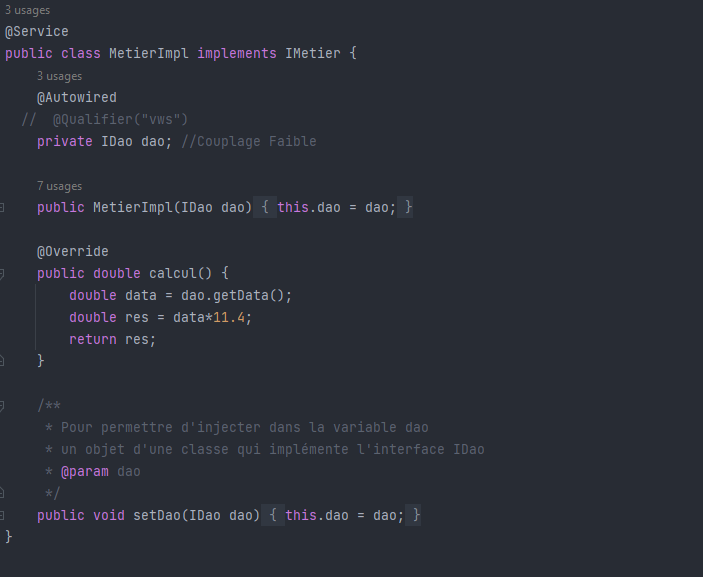 3 usages
@Service
public class MetierImpl implements IMetier {
3 usages
@Autowired
//  @Qualifier("vws")
private IDao dao; //Couplage Faible
7 usages
public MetierImpl(IDao dao) { this.dao = dao; }
@Override
public double calcul() {
double data = dao.getData();
double res = data*11.4;
return res;
}
/**
* Pour permettre d'injecter dans la variable dao
* un objet d'une classe qui implémente l'interface IDao
* @param dao
*/
public void setDao(IDao dao) { this.dao = dao; }
}